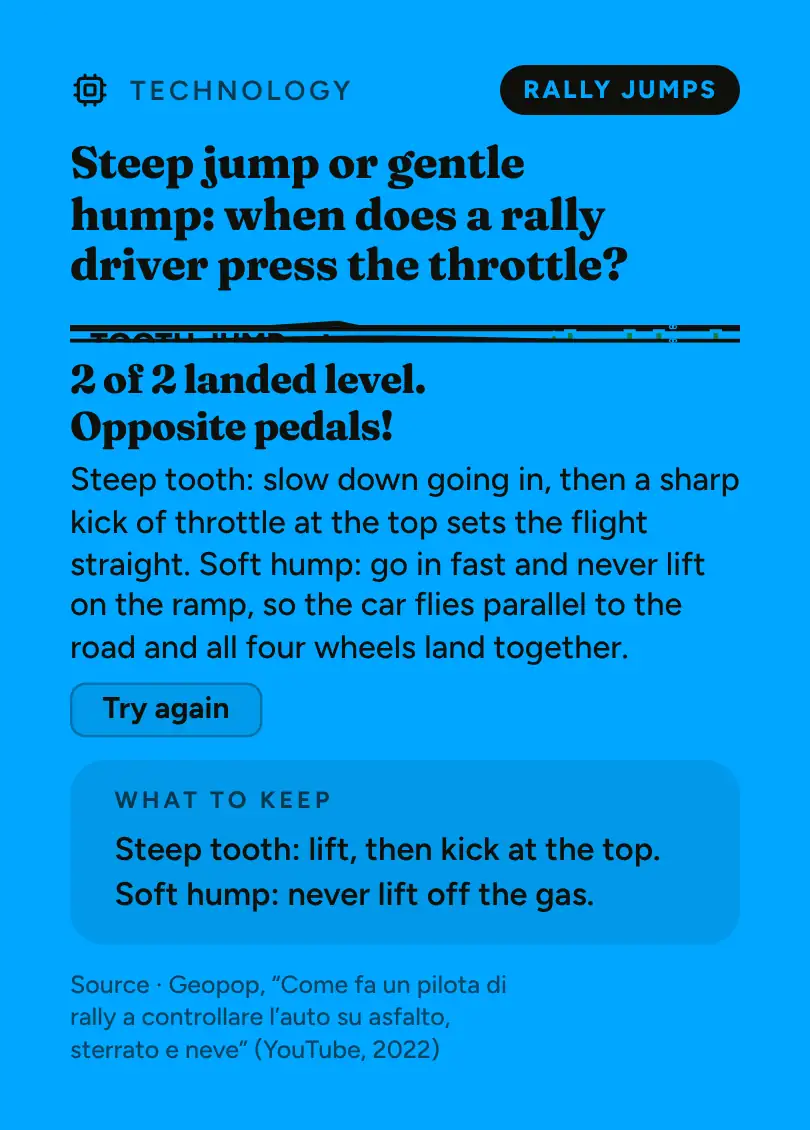 TECHNOLOGY
RALLY JUMPS
Steep jump or gentle
hump: when does a rally
driver press the throttle?
2 of 2 landed level.
Opposite pedals!
Steep tooth: slow down going in, then a sharp
kick of throttle at the top sets the flight
straight. Soft hump: go in fast and never lift
on the ramp, so the car flies parallel to the
road and all four wheels land together.
Try again
WHAT TO KEEP
Steep tooth: lift, then kick at the top.
Soft hump: never lift off the gas.
Source · Geopop, “Come fa un pilota di
rally a controllare l’auto su asfalto,
sterrato e neve” (YouTube, 2022)